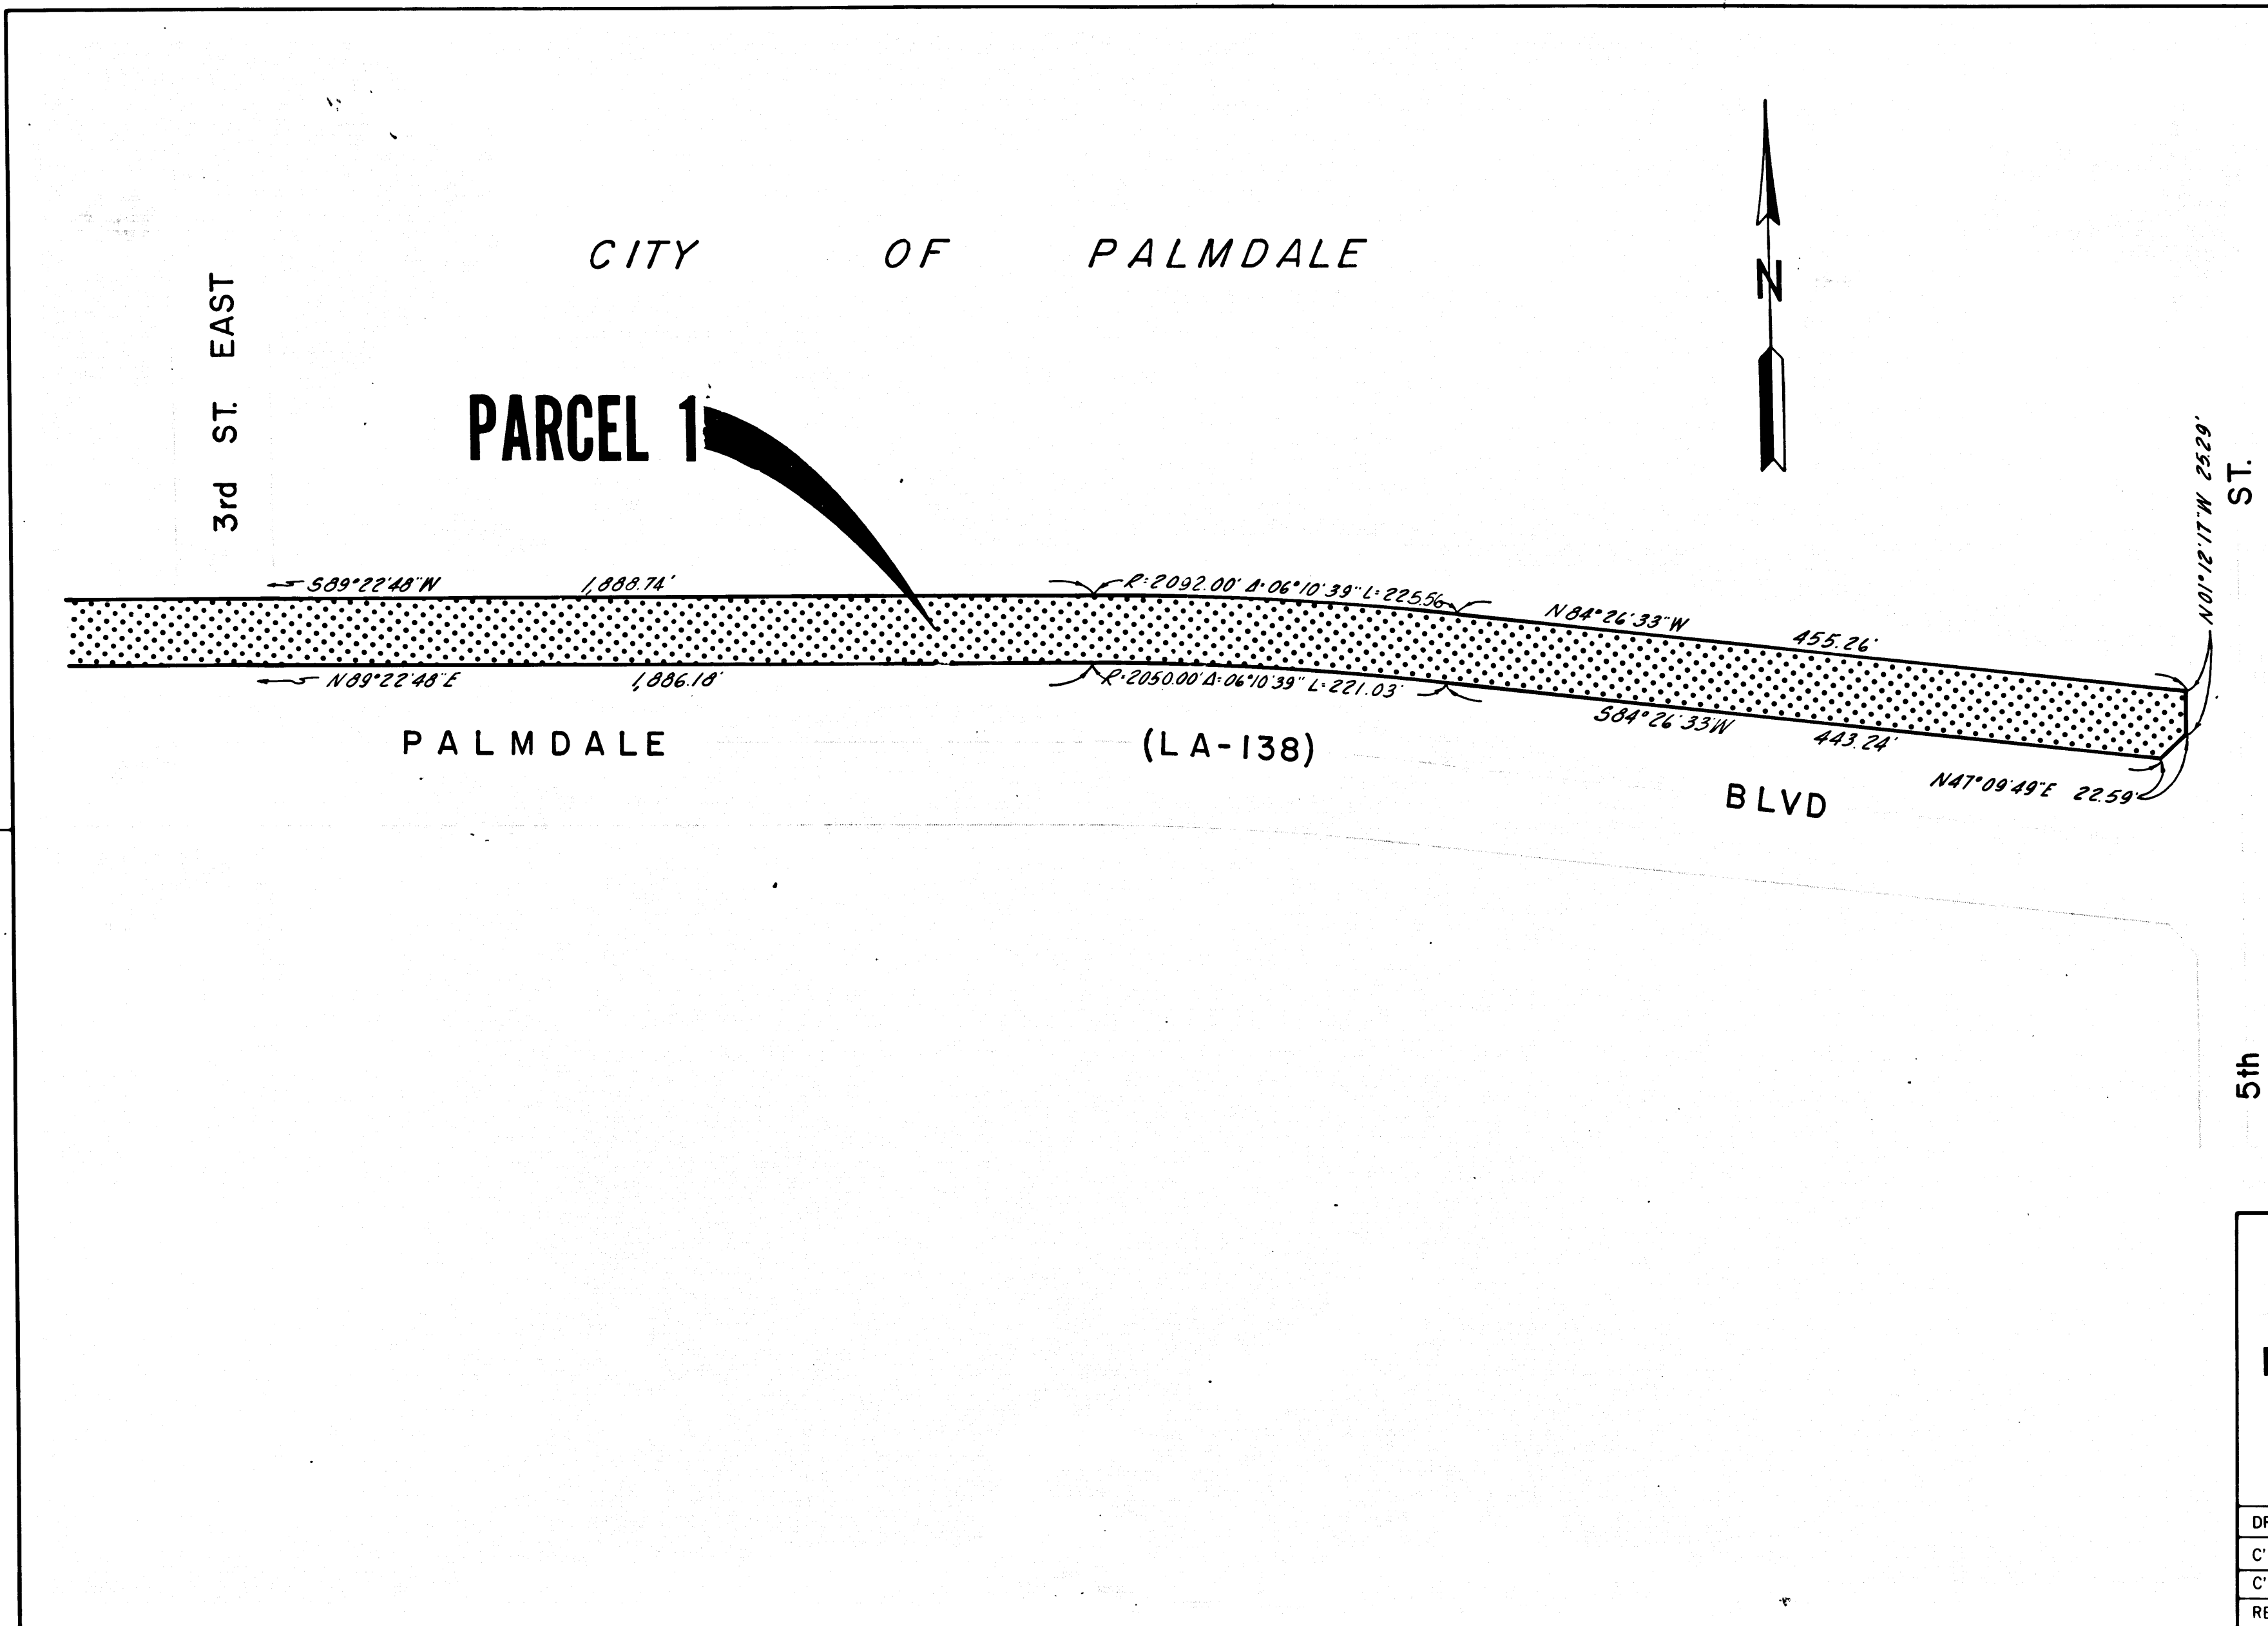 CITY OF PALMDALE
N
3rd ST. EAST
PARCEL 1
N01°21'17"W 25.29'
ST.
S89°22'48"W 1,888.74'
R=2092.00' Δ=06°10'39" L=225.56
N84°26'33"W 455.26'
N89°22'48"E 1,886.18'
R=2050.00' Δ=06°10'39" L=221.03'
S84°26'33W 443.24'
N47°09'49"E 22.59'
PALMDALE (LA-138) BLVD
5th
C'
C'
RE